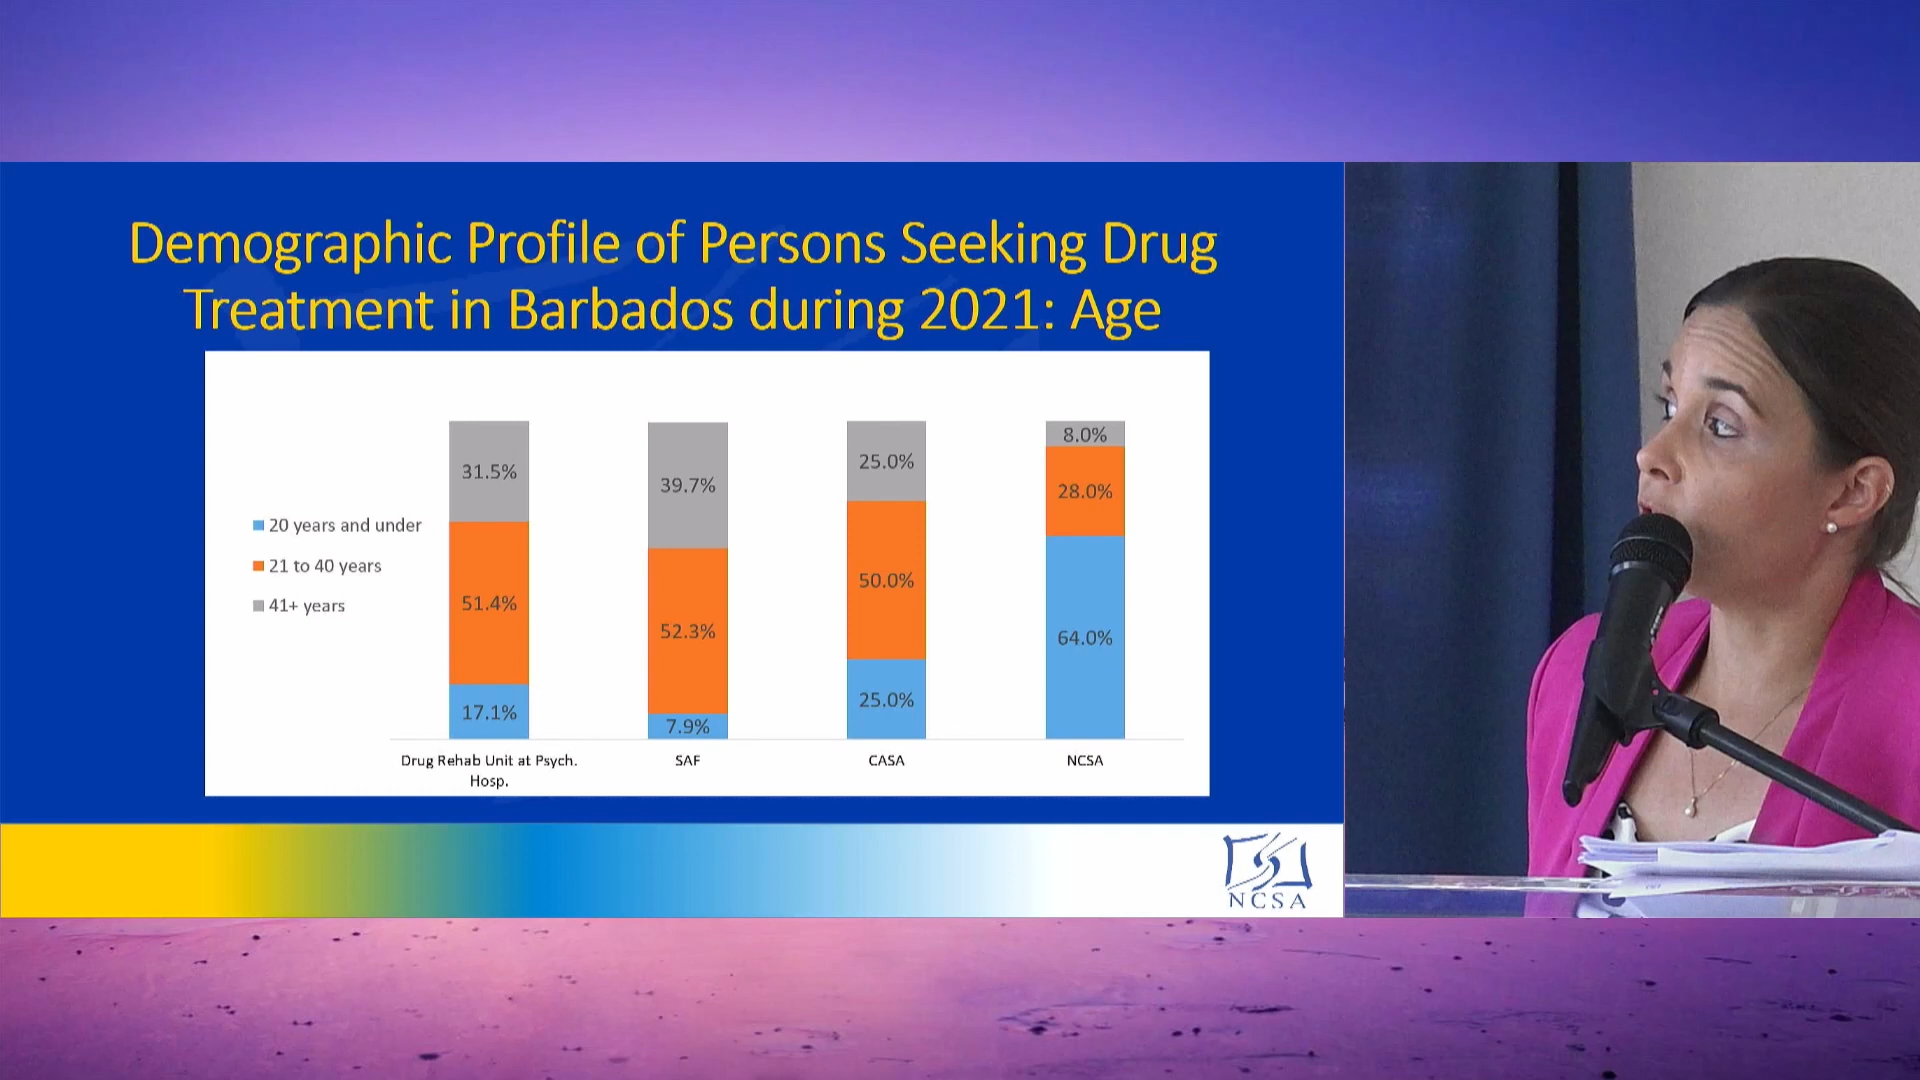 Demographic Profile of Persons Seeking Drug
Treatment in Barbados during 2021: Age
20 years and under
21 to 40 years
41+ years
31.5%
51.4%
17.1%
39.7%
52.3%
7.9%
25.0%
50.0%
25.0%
8.0%
28.0%
64.0%
Drug Rehab Unit at Psych.
Hosp.
SAF
CASA
NCSA
NCSA